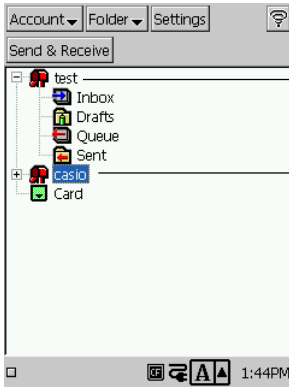 Account Folder Settings ?
Send & Receive
test
Inbox
Drafts
Queue
Sent
casio
Card
A 1:44PM